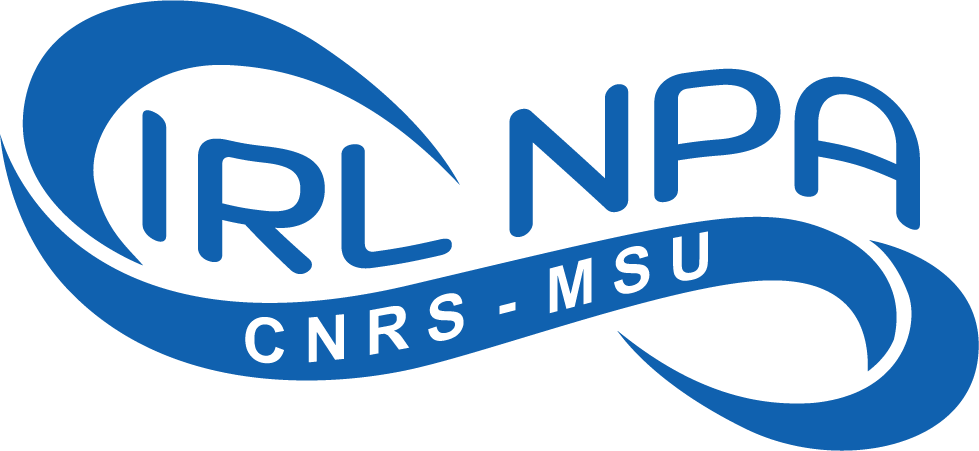 IRL NPA
CNRS - MSU